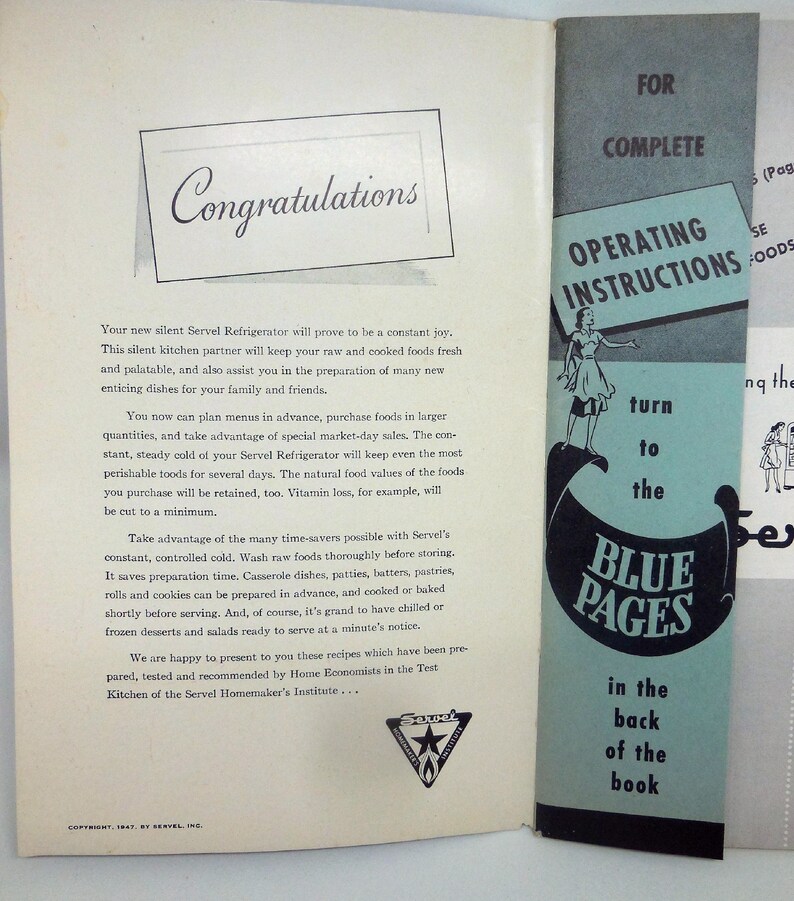 Congratulations
Your new silent Servel Refrigerator will prove to be a constant joy.
This silent kitchen partner will keep your raw and cooked foods fresh
and palatable, and also assist you in the preparation of many new
enticing dishes for your family and friends.
You now can plan menus in advance, purchase foods in larger
quantities, and take advantage of special market-day sales. The con-
stant, steady cold of your Servel Refrigerator will keep even the most
perishable foods for several days. The natural food values of the foods
you purchase will be retained, too. Vitamin loss, for example, will
be cut to a minimum.
Take advantage of the many time-savers possible with Servel's
constant, controlled cold. Wash raw foods thoroughly before storing.
It saves preparation time. Casserole dishes, patties, batters, pastries,
rolls and cookies can be prepared in advance, and cooked or baked
shortly before serving. And, of course, it's grand to have chilled or
frozen desserts and salads ready to serve at a minute's notice.
We are happy to present to you these recipes which have been pre-
pared, tested and recommended by Home Economists in the Test
Kitchen of the Servel Homemaker's Institute . . .
Servel
HOMEMAKER'S INSTITUTE
COPYRIGHT, 1947, BY SERVEL, INC.
FOR
COMPLETE
OPERATING
INSTRUCTIONS
turn
to
the
BLUE
PAGES
in the
back
of the
book
(Pag
FOODS
the